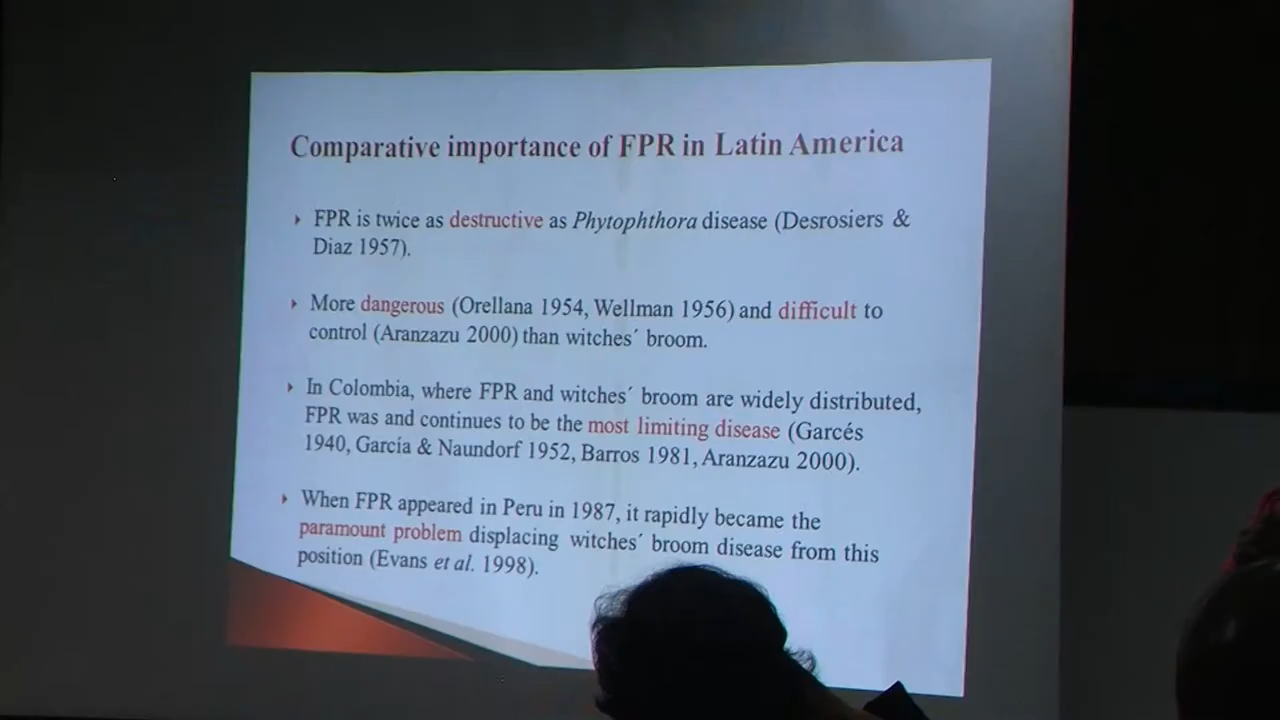 Comparative importance of FPR in Latin America
FPR is twice as destructive as Phytophthora disease (Desrosiers &
Diaz 1957).
More dangerous (Orellana 1954, Wellman 1956) and difficult to
control (Aranzazu 2000) than witches´ broom.
In Colombia, where FPR and witches´ broom are widely distributed,
FPR was and continues to be the most limiting disease (Garcés
1940, García & Naundorf 1952, Barros 1981, Aranzazu 2000).
When FPR appeared in Peru in 1987, it rapidly became the
paramount problem displacing witches´ broom disease from this
position (Evans et al. 1998).